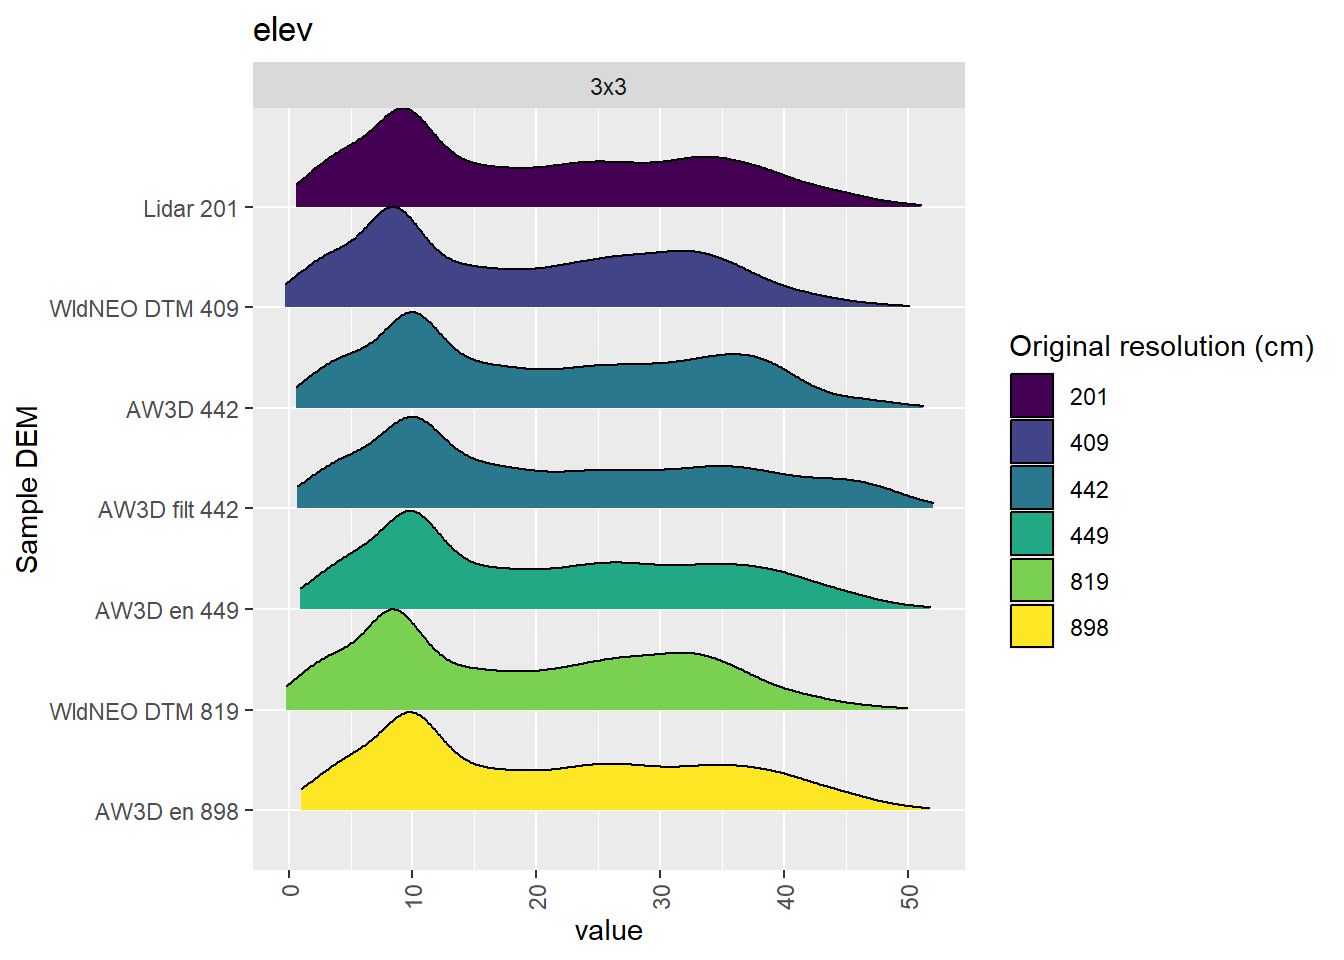 elev
3x3
Sample DEM
Lidar 201
WldNEO DTM 409
AW3D 442
AW3D filt 442
AW3D en 449
WldNEO DTM 819
AW3D en 898
0
10
20
30
40
50
value
Original resolution (cm)
201
409
442
449
819
898